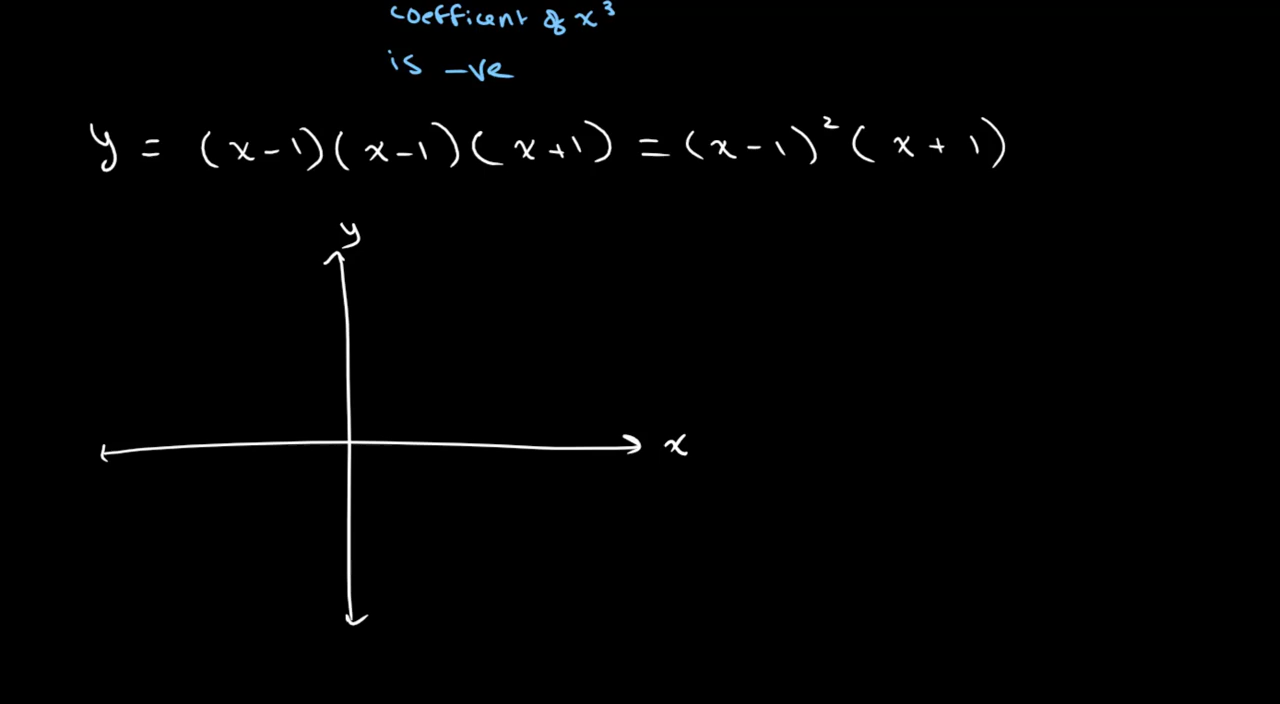 coefficent of x³
is -ve
y = (x-1)(x-1)(x+1) = (x-1)²(x+1)
y
x